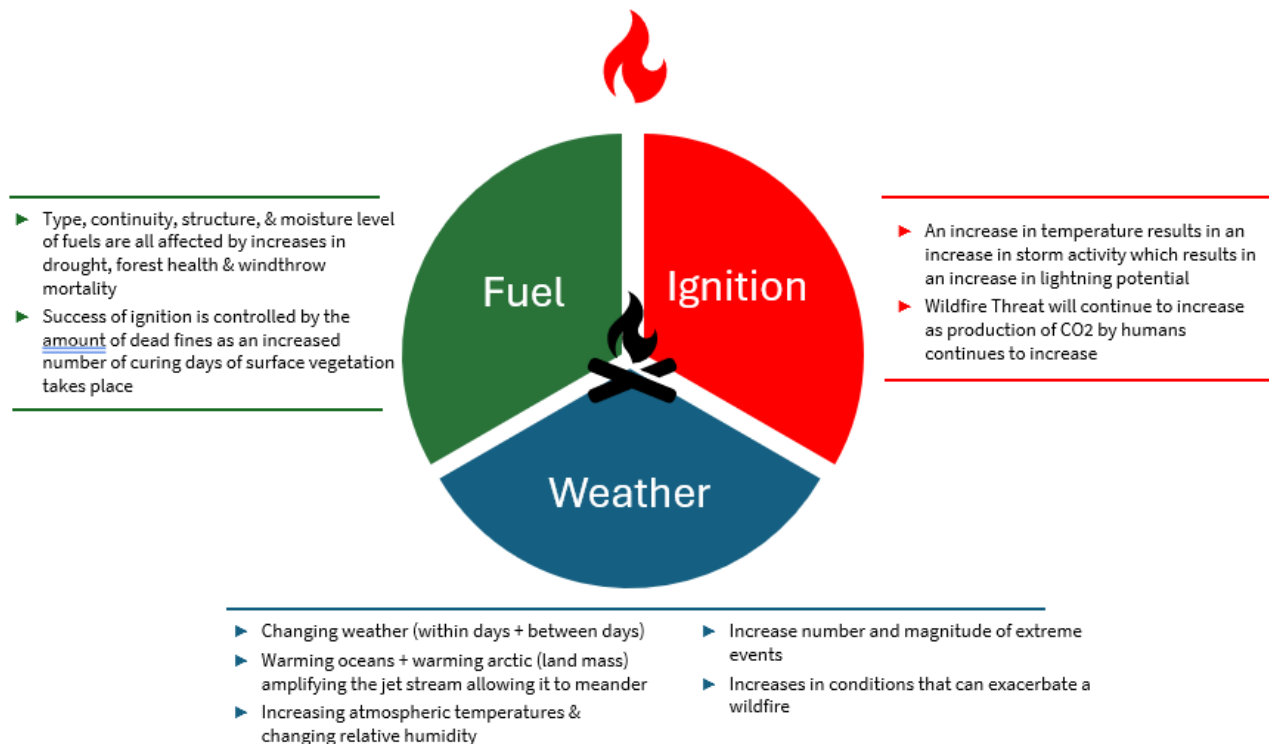 Fuel
Ignition
Weather
Type, continuity, structure, & moisture level
of fuels are all affected by increases in
drought, forest health & windthrow
mortality
Success of ignition is controlled by the
amount of dead fines as an increased
number of curing days of surface vegetation
takes place
An increase in temperature results in an
increase in storm activity which results in
an increase in lightning potential
Wildfire Threat will continue to increase
as production of CO2 by humans
continues to increase
Changing weather (within days + between days)
Warming oceans + warming arctic (land mass)
amplifying the jet stream allowing it to meander
Increasing atmospheric temperatures &
changing relative humidity
Increase number and magnitude of extreme
events
Increases in conditions that can exacerbate a
wildfire